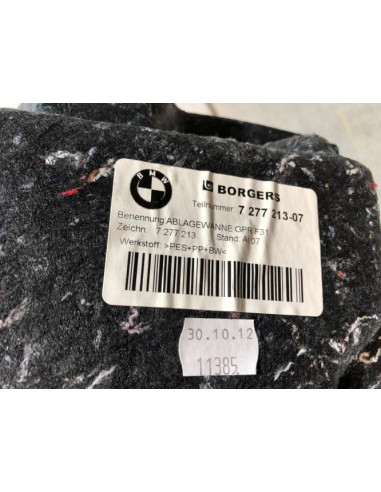 BMW
BORGERS
Teilnummer 7 277 213-07
Benennung ABLAGEWANNE GPR F31
Zeichn. 7 277 213 Stand. AI 07
Werkstoff: >PES+PP+BW<
30.10.12
11385